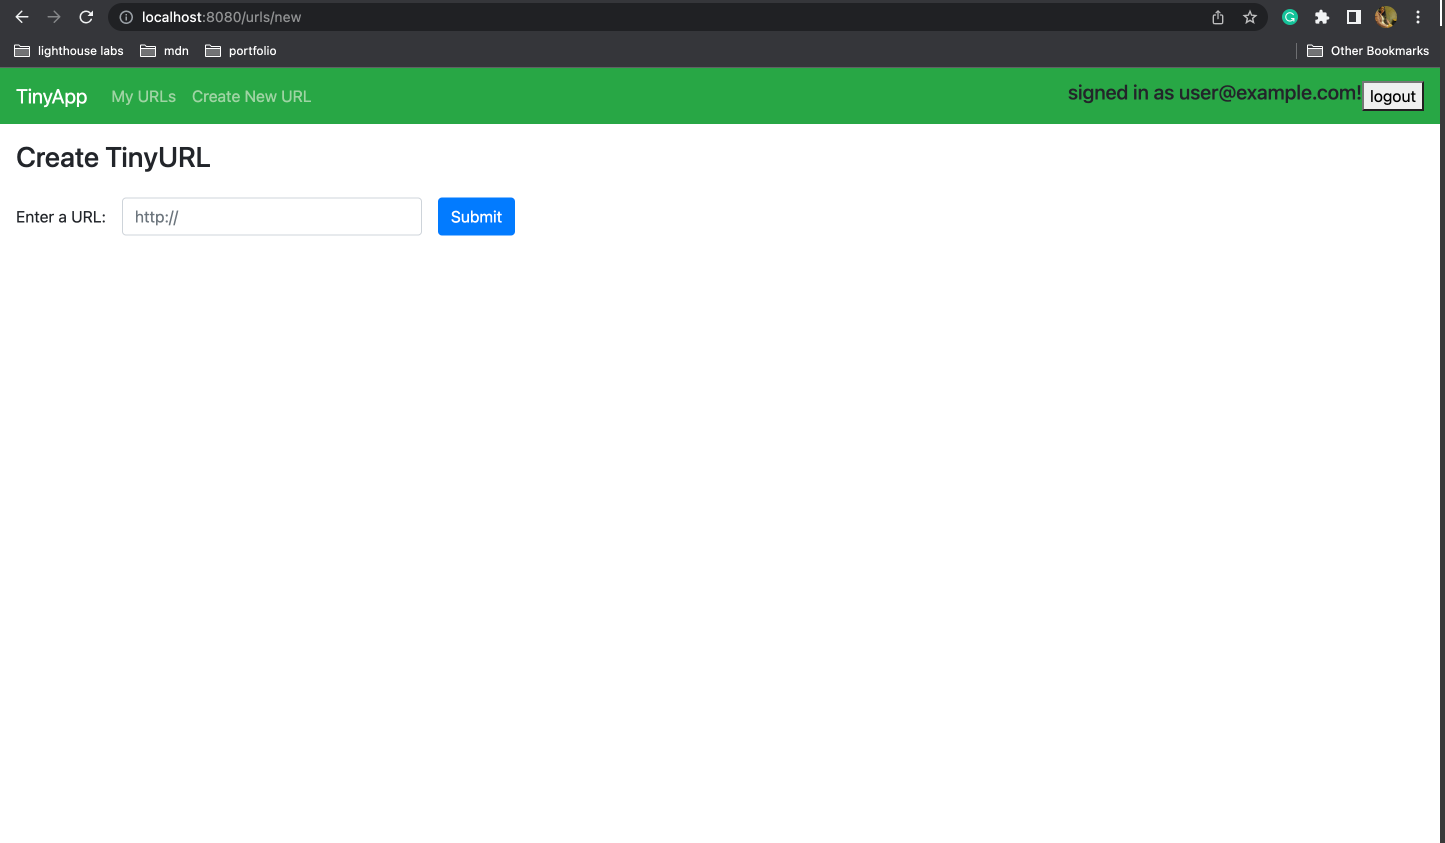 localhost:8080/urls/new
lighthouse labs mdn portfolio Other Bookmarks
TinyApp My URLs Create New URL signed in as user@example.com! logout
Create TinyURL
Enter a URL: http:// Submit